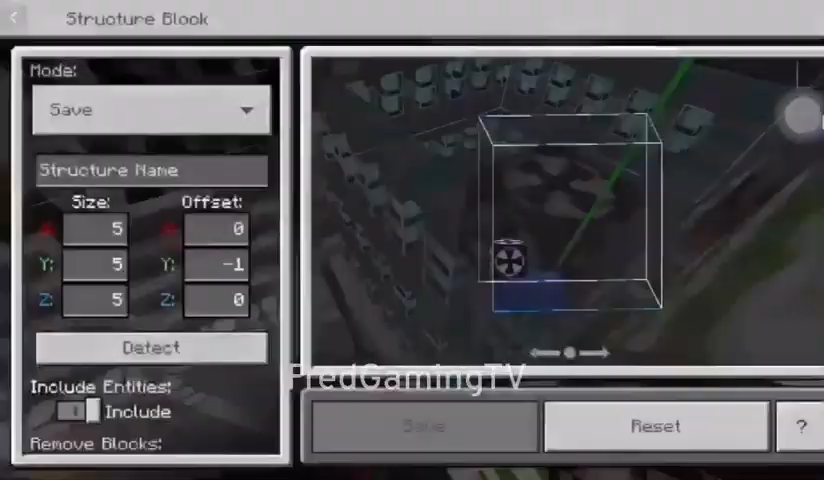 Structure Block
Mode:
Save
Structure Name
Size: Offset:
X: 5 X: 0
Y: 5 Y: -1
Z: 5 Z: 0
Detect
Include Entities:
Include
Remove Blocks:
PredGamingTV
Save
Reset
?